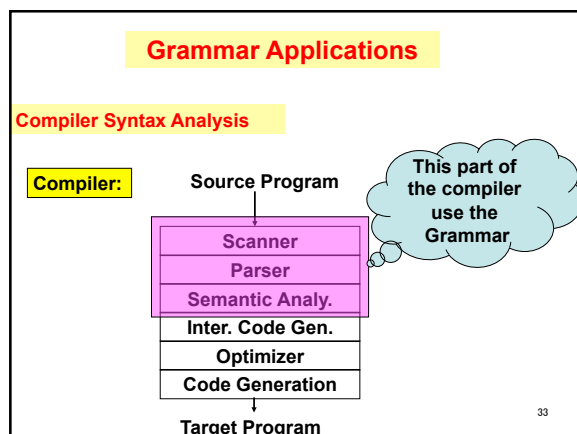 Grammar Applications
Compiler Syntax Analysis
Compiler:
Source Program
This part of
the compiler
use the
Grammar
Scanner
Parser
Semantic Analy.
Inter. Code Gen.
Optimizer
Code Generation
Target Program
33